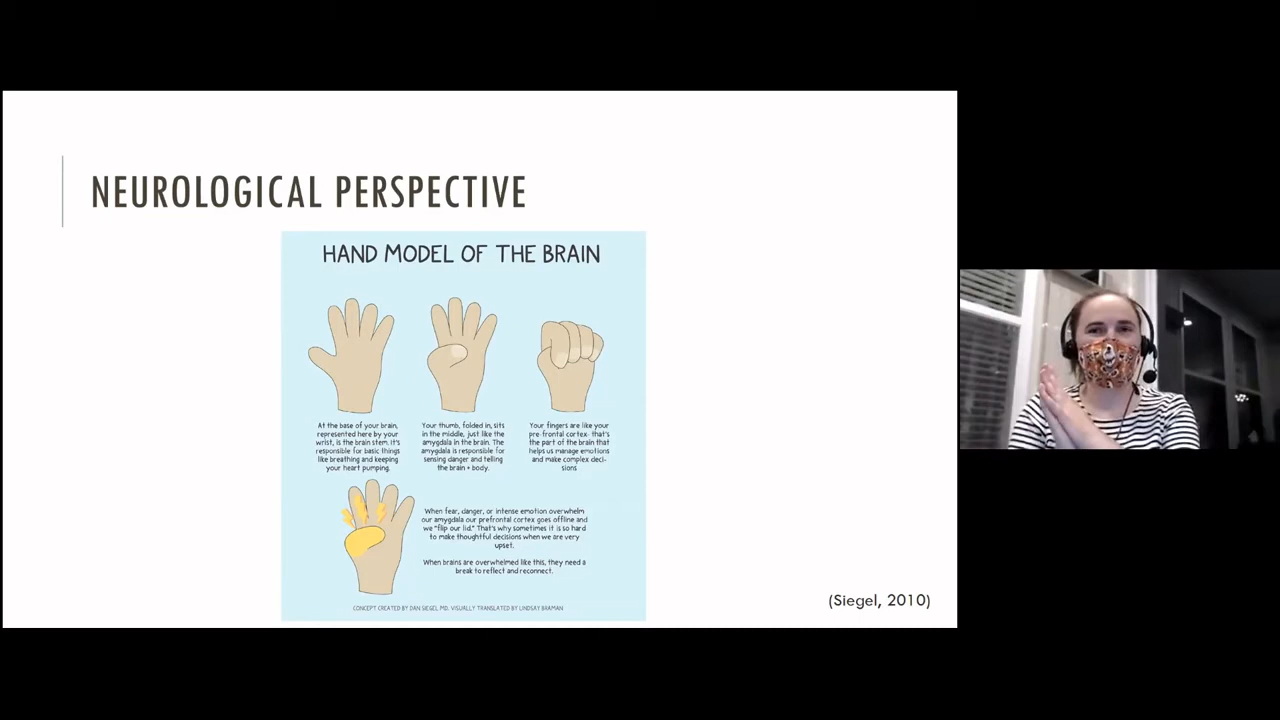 NEUROLOGICAL PERSPECTIVE
HAND MODEL OF THE BRAIN
At the base of your brain,
represented here by your
wrist, is the brain stem. it's
responsible for basic things
like breathing and keeping
your heart pumping.
Your thumb, folded in, sits
in the middle, just like the
amygdala in the brain. The
amygdala is responsible for
sensing danger and telling
the brain + body.
Your fingers are like your
pre-frontal cortex- that's
the part of the brain that
helps us manage emotions
and make complex deci-
sions
When fear, danger, or intense emotion overwhelm
our amygdala our prefrontal cortex goes offline and
we "flip our lid." That's why sometimes it is so hard
to make thoughtful decisions when we are very
upset.
When brains are overwhelmed like this, they need a
break to reflect and reconnect.
CONCEPT CREATED BY DAN SIEGEL MD. VISUALLY TRANSLATED BY LINDSAY BRAMAN
(Siegel, 2010)